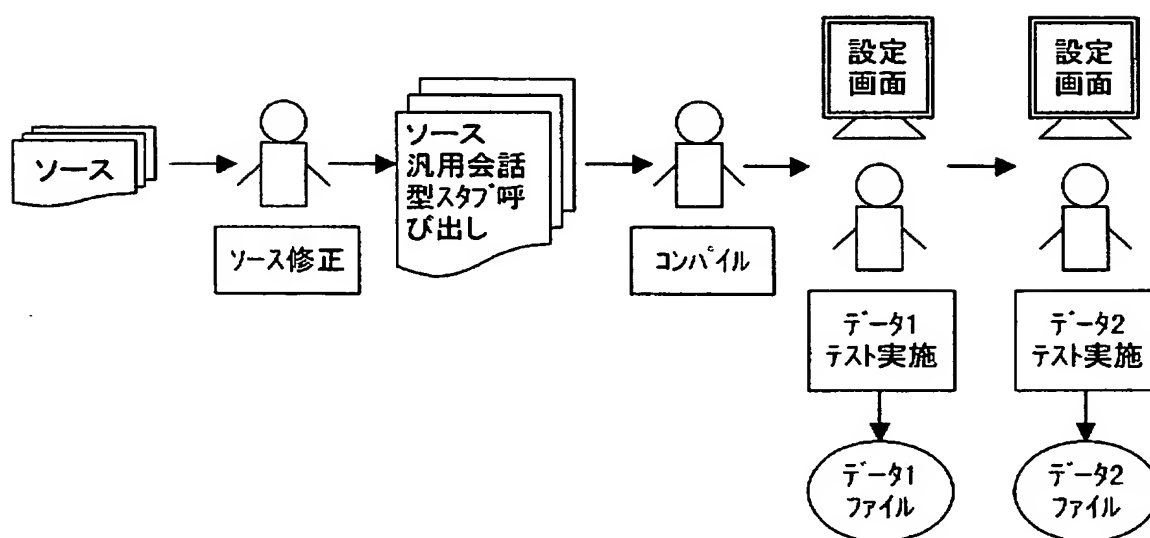 ソース
ソース修正
ソース
汎用会話
型スタブ呼
び出し
コンパイル
設定
画面
データ1
テスト実施
データ1
ファイル
設定
画面
データ2
テスト実施
データ2
ファイル